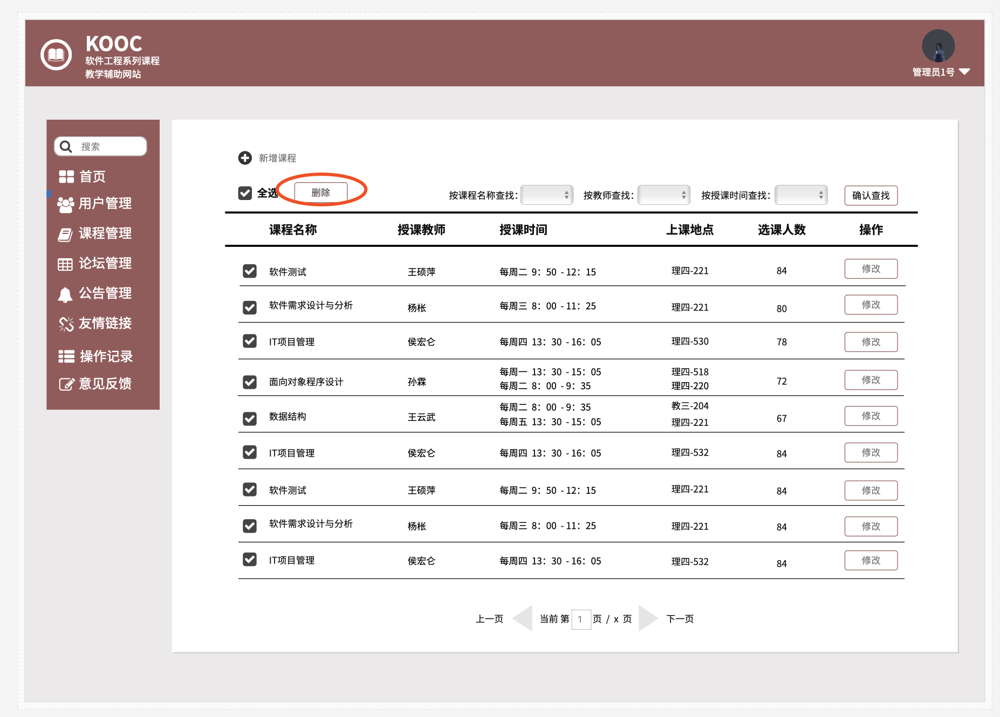 KOOC
软件工程系列课程
教学辅助网站
管理员1号
搜索
首页
用户管理
课程管理
论坛管理
公告管理
友情链接
操作记录
意见反馈
新增课程
全选 删除 按课程名称查找： 按教师查找： 按授课时间查找： 确认查找
课程名称 授课教师 授课时间 上课地点 选课人数 操作
软件测试 王硕萍 每周二 9：50 - 12：15 理四-221 84 修改
软件需求设计与分析 杨枨 每周三 8：00 - 11：25 理四-221 80 修改
IT项目管理 侯宏仑 每周四 13：30 - 16：05 理四-530 78 修改
面向对象程序设计 孙霖 每周一 13：30 - 15：05 理四-518 72 修改
每周二 8：00 - 9：35 理四-220
数据结构 王云武 每周二 8：00 - 9：35 教三-204 67 修改
每周五 13：30 - 15：05 理四-221
IT项目管理 侯宏仑 每周四 13：30 - 16：05 理四-532 84 修改
软件测试 王硕萍 每周二 9：50 - 12：15 理四-221 84 修改
软件需求设计与分析 杨枨 每周三 8：00 - 11：25 理四-221 84 修改
IT项目管理 侯宏仑 每周四 13：30 - 16：05 理四-532 84 修改
上一页 当前 第 1 页 / x 页 下一页